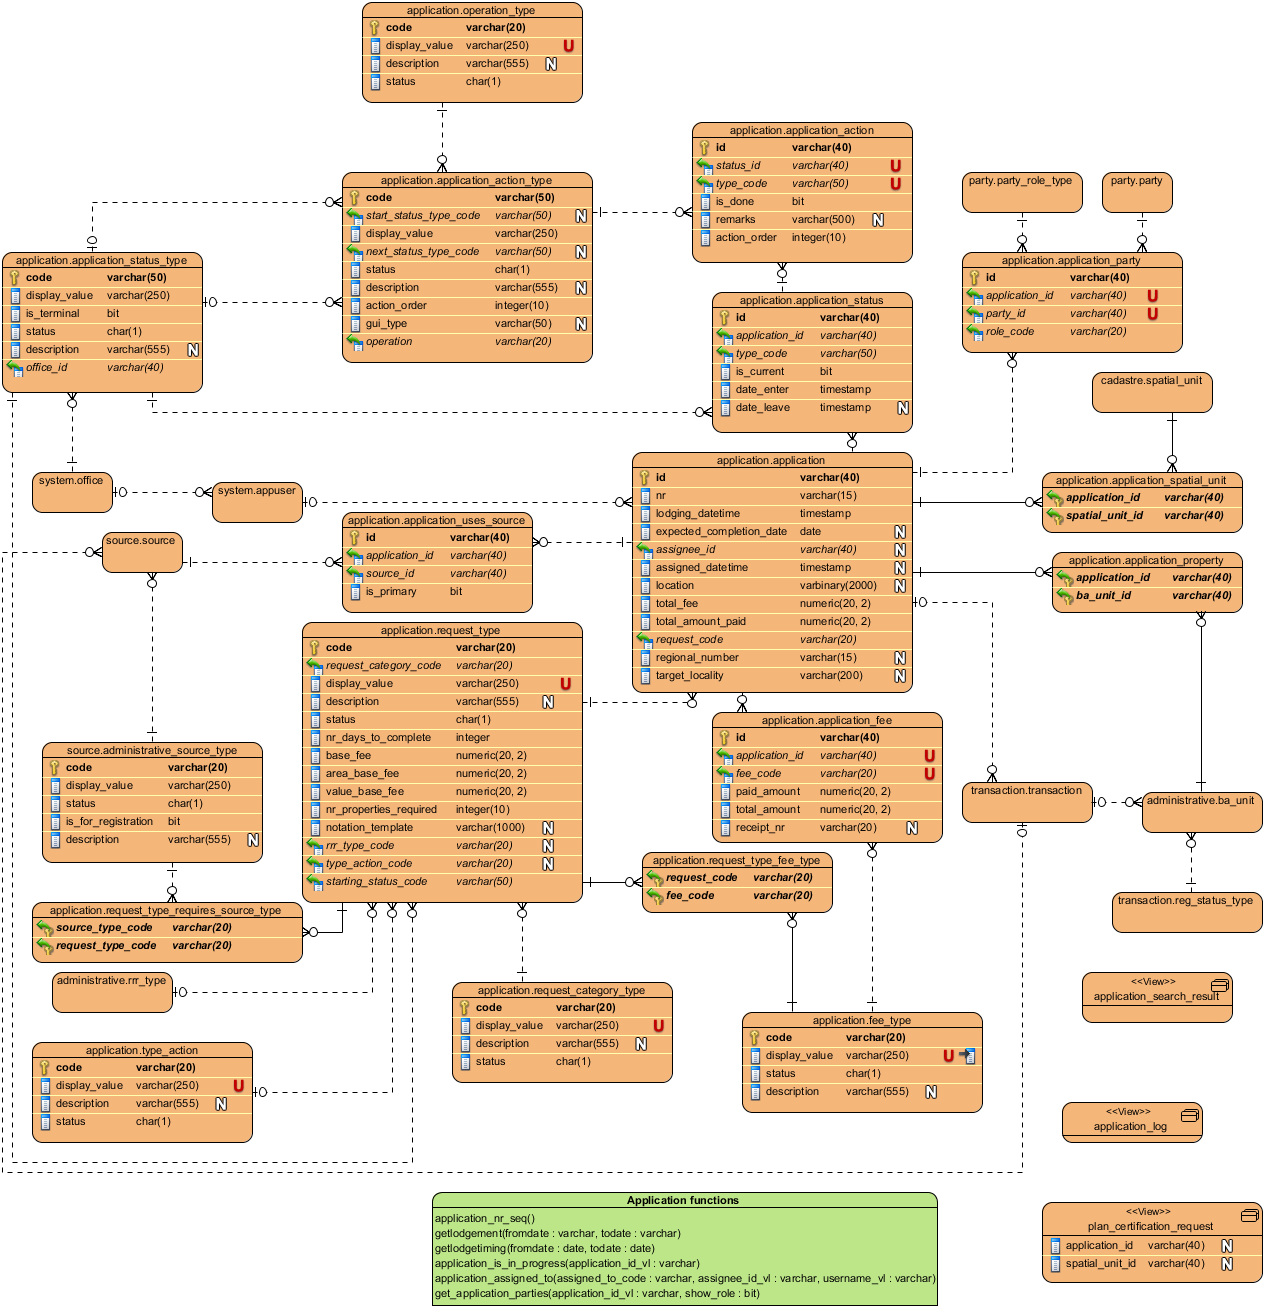 application.operation_type
code varchar(20)
display_value varchar(250) U
description varchar(555) N
status char(1)
application.application_action_type
code varchar(50)
start_status_type_code varchar(50) N
display_value varchar(250)
next_status_type_code varchar(50) N
status char(1)
description varchar(555) N
action_order integer(10)
gui_type varchar(50) N
operation varchar(20)
application.application_action
id varchar(40)
status_id varchar(40) U
type_code varchar(50) U
is_done bit
remarks varchar(500) N
action_order integer(10)
party.party_role_type
party.party
application.application_status_type
code varchar(50)
display_value varchar(250)
is_terminal bit
status char(1)
description varchar(555) N
office_id varchar(40)
application.application_status
id varchar(40)
application_id varchar(40)
type_code varchar(50)
is_current bit
date_enter timestamp
date_leave timestamp N
application.application_party
id varchar(40)
application_id varchar(40) U
party_id varchar(40) U
role_code varchar(20)
cadastre.spatial_unit
system.office
system.appuser
source.source
application.application_uses_source
id varchar(40)
application_id varchar(40)
source_id varchar(40)
is_primary bit
application.application
id varchar(40)
nr varchar(15)
lodging_datetime timestamp
expected_completion_date date N
assignee_id varchar(40) N
assigned_datetime timestamp N
location varbinary(2000) N
total_fee numeric(20, 2)
total_amount_paid numeric(20, 2)
request_code varchar(20)
regional_number varchar(15) N
target_locality varchar(200) N
application.application_spatial_unit
application_id varchar(40)
spatial_unit_id varchar(40)
application.application_property
application_id varchar(40)
ba_unit_id varchar(40)
application.request_type
code varchar(20)
request_category_code varchar(20)
display_value varchar(250) U
description varchar(555) N
status char(1)
nr_days_to_complete integer
base_fee numeric(20, 2)
area_base_fee numeric(20, 2)
value_base_fee numeric(20, 2)
nr_properties_required integer(10)
notation_template varchar(1000) N
rrr_type_code varchar(20) N
type_action_code varchar(20) N
starting_status_code varchar(50)
application.application_fee
id varchar(40)
application_id varchar(40) U
fee_code varchar(20) U
paid_amount numeric(20, 2)
total_amount numeric(20, 2)
receipt_nr varchar(20) N
source.administrative_source_type
code varchar(20)
display_value varchar(250)
status char(1)
is_for_registration bit
description varchar(555) N
transaction.transaction
administrative.ba_unit
application.request_type_fee_type
request_code varchar(20)
fee_code varchar(20)
transaction.reg_status_type
application.request_type_requires_source_type
source_type_code varchar(20)
request_type_code varchar(20)
administrative.rrr_type
application.request_category_type
code varchar(20)
display_value varchar(250) U
description varchar(555) N
status char(1)
<<View>>
application_search_result
application.fee_type
code varchar(20)
display_value varchar(250) U
status char(1)
description varchar(555) N
application.type_action
code varchar(20)
display_value varchar(250) U
description varchar(555) N
status char(1)
<<View>>
application_log
<<View>>
plan_certification_request
application_id varchar(40) N
spatial_unit_id varchar(40) N
Application functions
application_nr_seq()
getlodgement(fromdate : varchar, todate : varchar)
getlodgetiming(fromdate : date, todate : date)
application_is_in_progress(application_id_vl : varchar)
application_assigned_to(assigned_to_code : varchar, assignee_id_vl : varchar, username_vl : varchar)
get_application_parties(application_id_vl : varchar, show_role : bit)